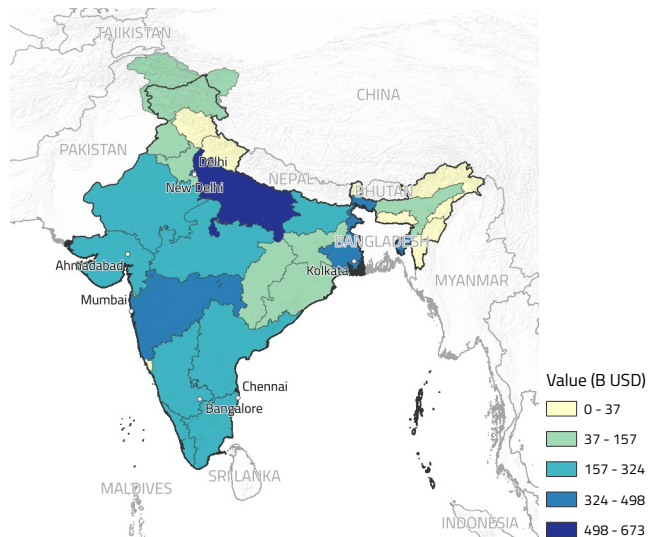 TAJIKISTAN
CHINA
PAKISTAN
Delhi
New Delhi
NEPAL
BHUTAN
BANGLADESH
Ahmadabad
Kolkata
MYANMAR
Mumbai
Chennai
Bangalore
SRI LANKA
MALDIVES
INDONESIA
Value (B USD)
0 - 37
37 - 157
157 - 324
324 - 498
498 - 673